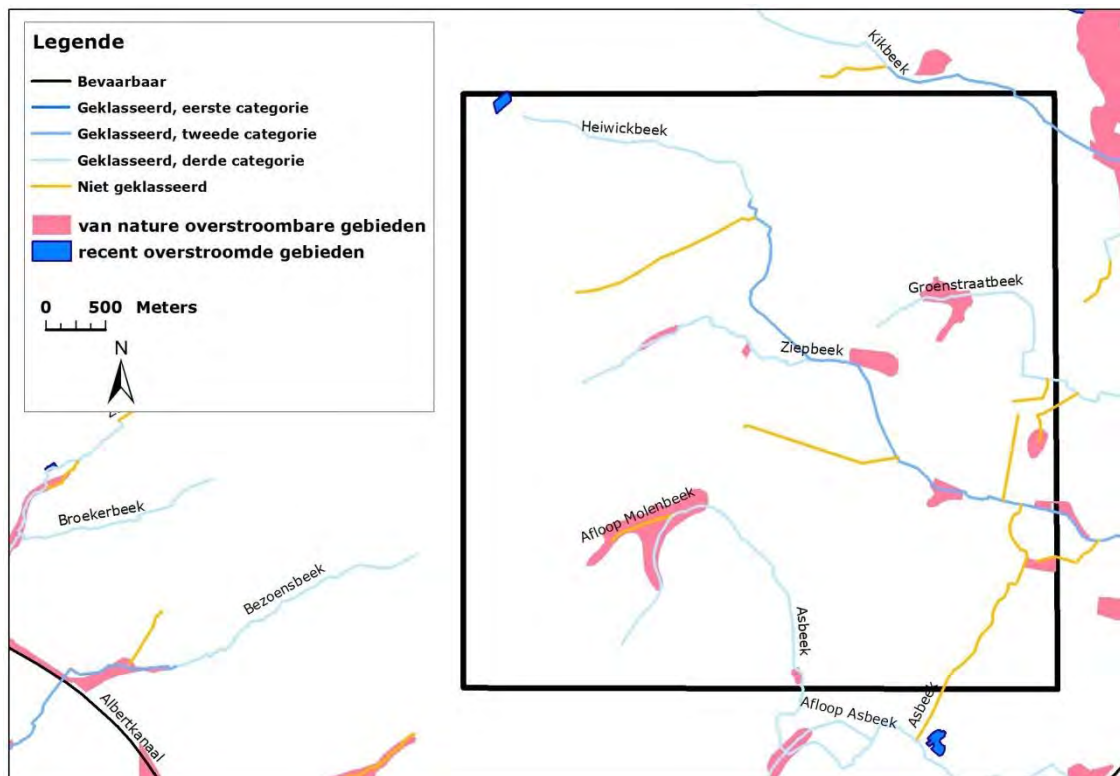 Legende
Bevaarbaar
Geklasseerd, eerste categorie
Geklasseerd, tweede categorie
Geklasseerd, derde categorie
Niet geklasseerd
van nature overstroombare gebieden
recent overstroomde gebieden
0 500 Meters
N
Kikbeek
Heiwickbeek
Groenstraatbeek
Ziepbeek
Broekerbeek
Afloop Molenbeek
Bezoensbeek
Asbeek
Afloop Asbeek
Asbeek
Albertkanaal